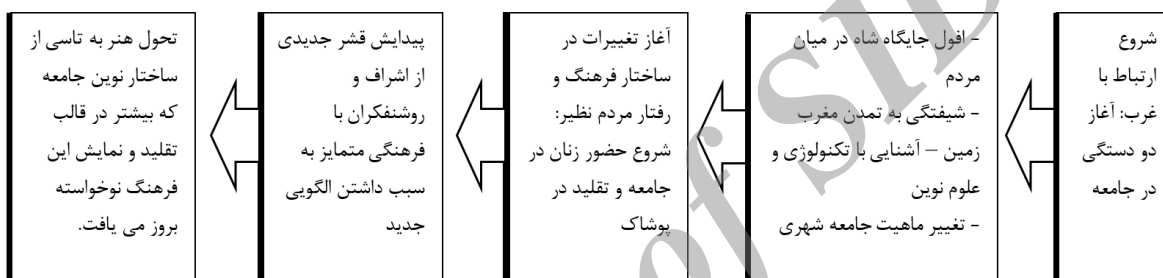 شروع
ارتباط با
غرب: آغاز
دو دستگی
در جامعه
- افول جایگاه شاه در میان
مردم
- شیفتگی به تمدن مغرب
زمین – آشنایی با تکنولوژی و
علوم نوین
- تغییر ماهیت جامعه شهری
آغاز تغییرات در
ساختار فرهنگ و
رفتار مردم نظیر:
شروع حضور زنان در
جامعه و تقلید در
پوشاک
پیدایش قشر جدیدی
از اشراف و
روشنفکران با
فرهنگی متمایز به
سبب داشتن الگویی
جدید
تحول هنر به تاسی از
ساختار نوین جامعه
که بیشتر در قالب
تقلید و نمایش این
فرهنگ نوخواسته
بروز می یافت.
of SID